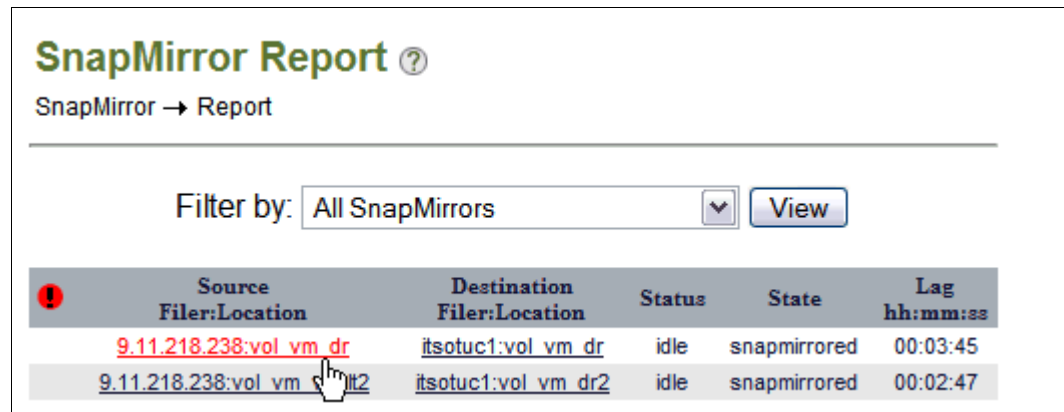 SnapMirror Report ?
SnapMirror → Report
Filter by: All SnapMirrors View
! Source Filer:Location Destination Filer:Location Status State Lag hh:mm:ss
9.11.218.238:vol_vm_dr itsotuc1:vol_vm_dr idle snapmirrored 00:03:45
itsotuc1:vol_vm_dr2 idle snapmirrored 00:02:47